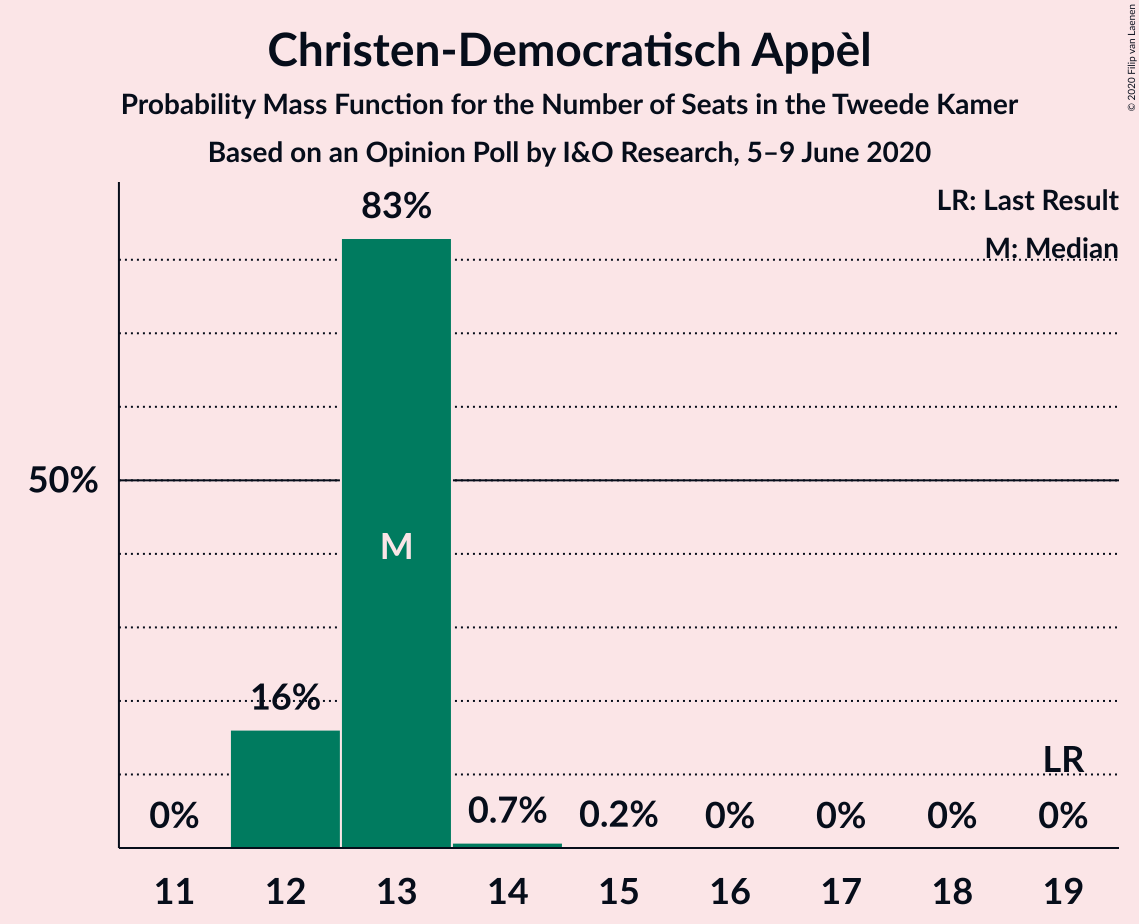 Christen-Democratisch Appèl
Probability Mass Function for the Number of Seats in the Tweede Kamer
Based on an Opinion Poll by I&O Research, 5–9 June 2020
© 2020 Filip van Laenen
LR: Last Result
M: Median
83%
50%
M
16%
LR
0%
0.7%
0.2%
0%
0%
0%
0%
11 12 13 14 15 16 17 18 19